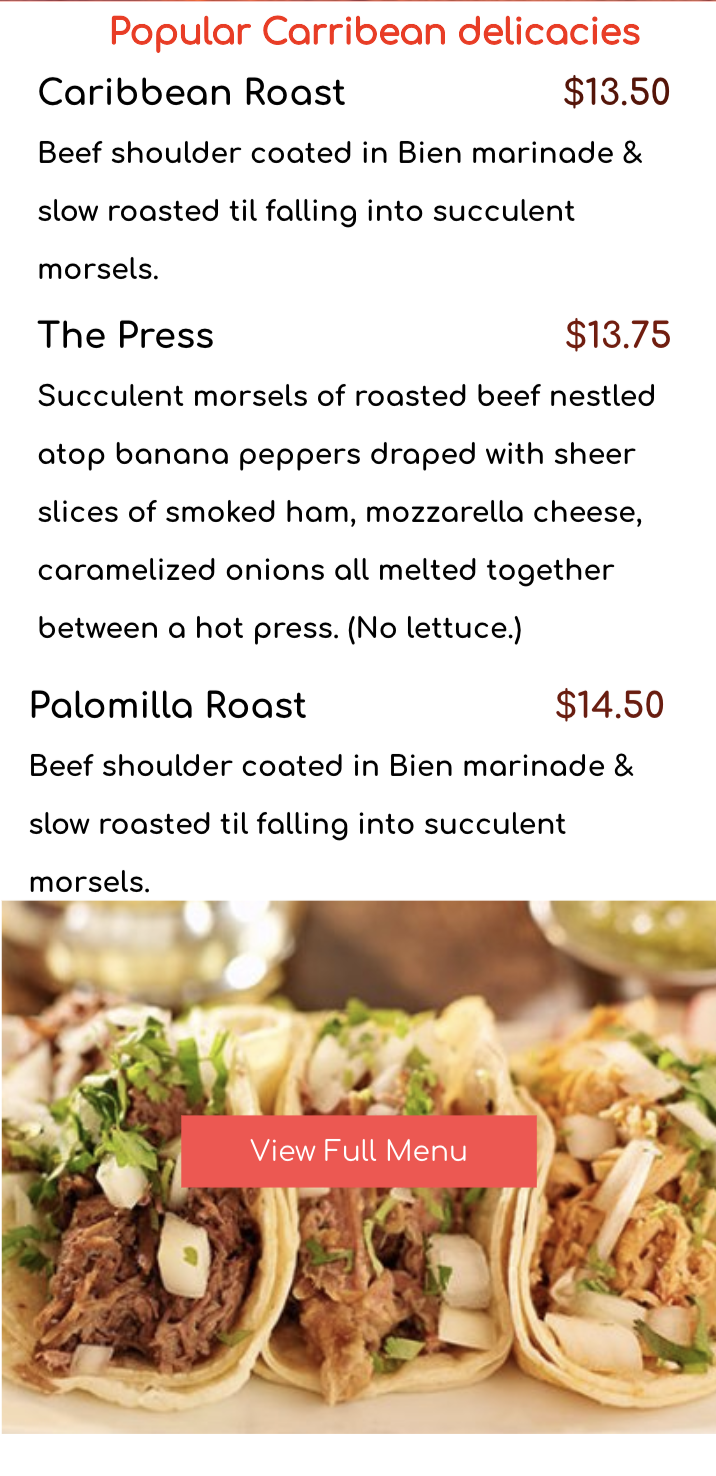 Popular Carribean delicacies
Caribbean Roast $13.50
Beef shoulder coated in Bien marinade &
slow roasted til falling into succulent
morsels.
The Press $13.75
Succulent morsels of roasted beef nestled
atop banana peppers draped with sheer
slices of smoked ham, mozzarella cheese,
caramelized onions all melted together
between a hot press. (No lettuce.)
Palomilla Roast $14.50
Beef shoulder coated in Bien marinade &
slow roasted til falling into succulent
morsels.
View Full Menu